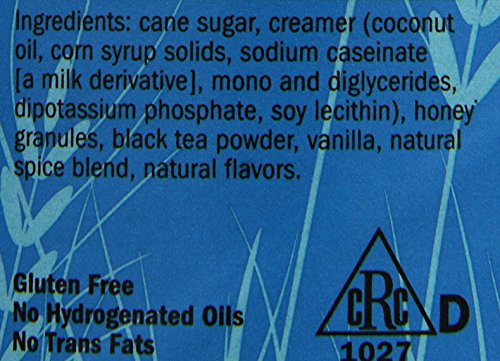 Ingredients: cane sugar, creamer (coconut
oil, corn syrup solids, sodium caseinate
[a milk derivative], mono and diglycerides,
dipotassium phosphate, soy lecithin), honey
granules, black tea powder, vanilla, natural
spice blend, natural flavors.
Gluten Free
No Hydrogenated Oils
No Trans Fats
CRC D
1027